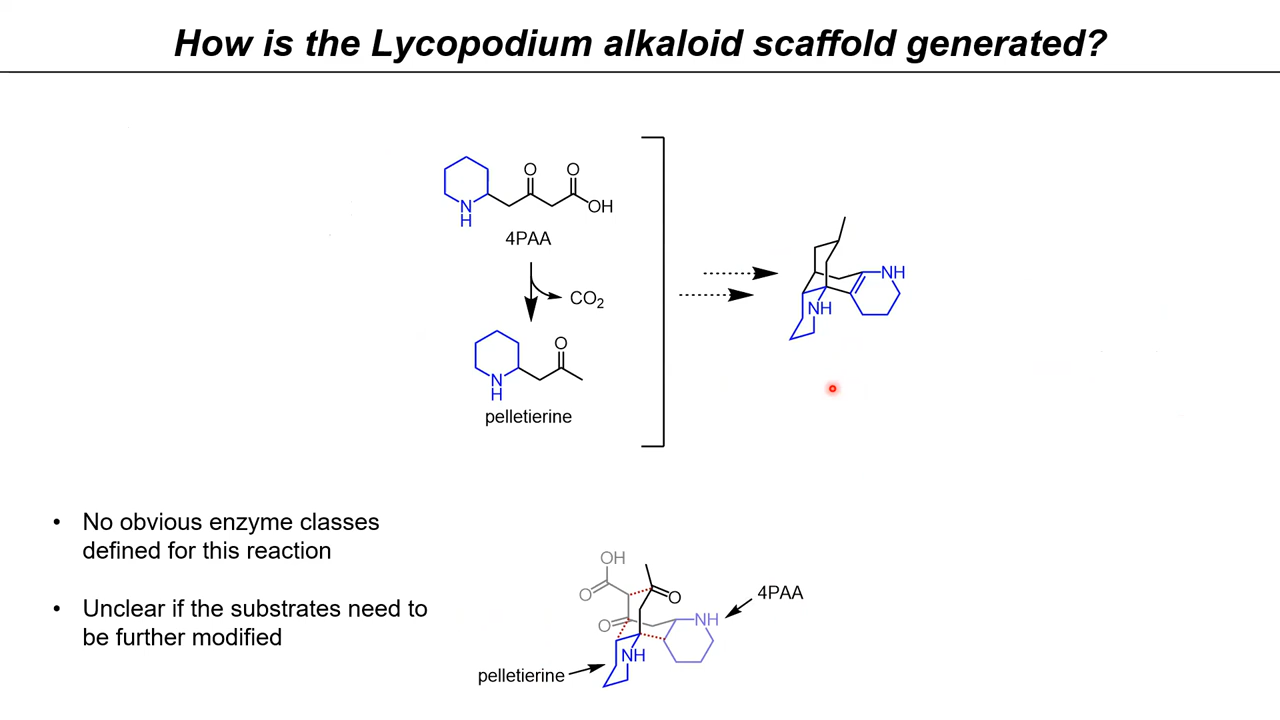 How is the Lycopodium alkaloid scaffold generated?
O
O
N
H
OH
4PAA
CO2
O
N
H
pelletierine
NH
NH
• No obvious enzyme classes
defined for this reaction
• Unclear if the substrates need to
be further modified
OH
O
O
4PAA
O
NH
NH
pelletierine